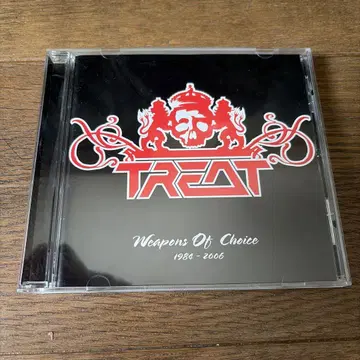 TREAT
Weapons Of Choice
1984 - 2006